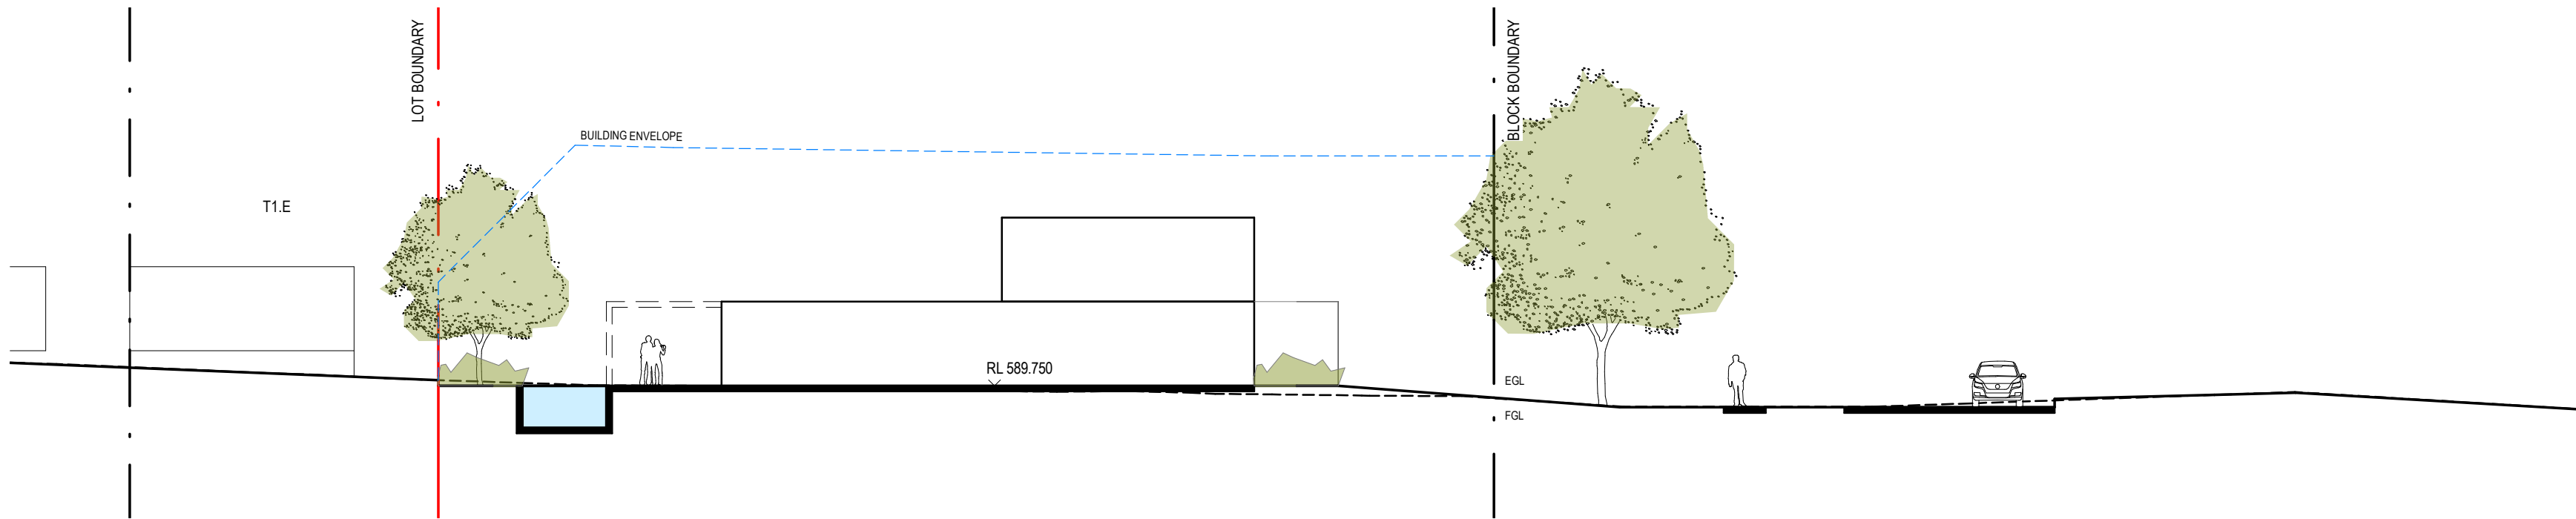 LOT BOUNDARY
BLOCK BOUNDARY
BUILDING ENVELOPE
T1.E
RL 589.750
EGL
FGL